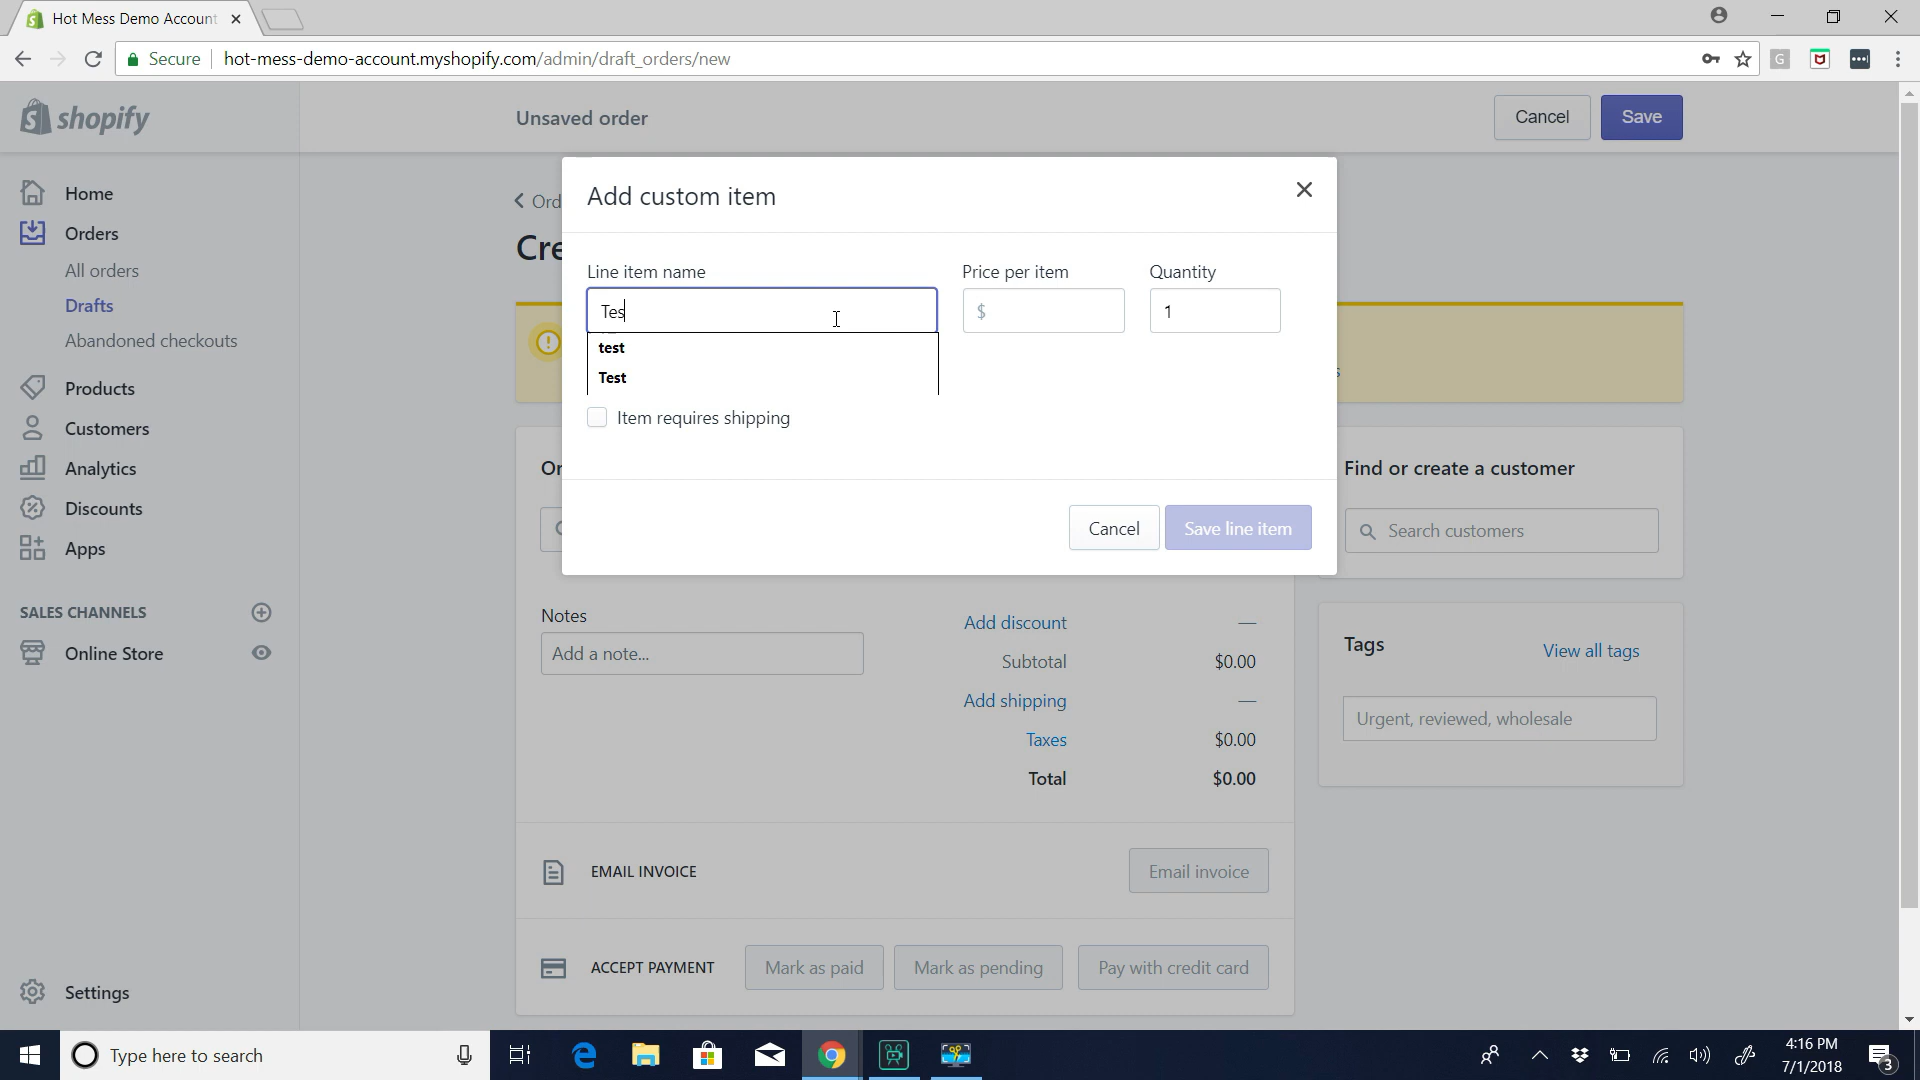 Hot Mess Demo Account
Secure
hot-mess-demo-account.myshopify.com/admin/draft_orders/new
G
shopify
Unsaved order
Cancel
Save
Home
Orders
All orders
Drafts
Abandoned checkouts
Products
Customers
Analytics
Discounts
Apps
SALES CHANNELS
Online Store
Settings
Ord
Cre
Add custom item
Line item name
Price per item
Quantity
Tes
$
1
test
Test
s
Item requires shipping
Cancel
Save line item
Or
Find or create a customer
Search customers
Notes
Add a note...
Add discount —
Subtotal $0.00
Add shipping —
Taxes $0.00
Total $0.00
Tags
View all tags
Urgent, reviewed, wholesale
EMAIL INVOICE
Email invoice
ACCEPT PAYMENT
Mark as paid
Mark as pending
Pay with credit card
Type here to search
4:16 PM
7/1/2018
3